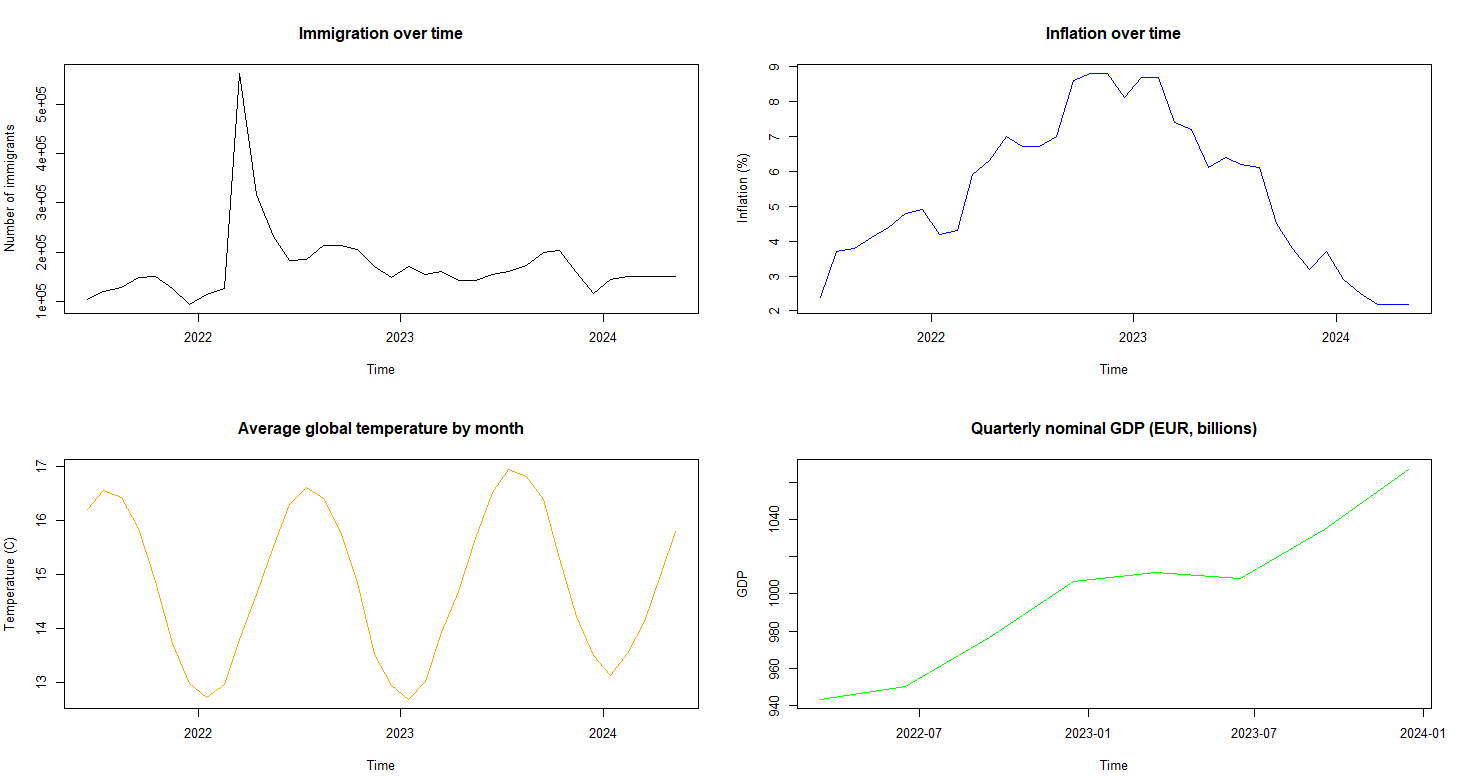 Immigration over time
Number of immigrants
5e+05
4e+05
3e+05
2e+05
1e+05
2022 2023 2024
Time
Inflation over time
Inflation (%)
9
8
7
6
5
4
3
2
2022 2023 2024
Time
Average global temperature by month
Temperature (C)
17
16
15
14
13
2022 2023 2024
Time
Quarterly nominal GDP (EUR, billions)
GDP
1040
1000
980
960
940
2022-07 2023-01 2023-07 2024-01
Time